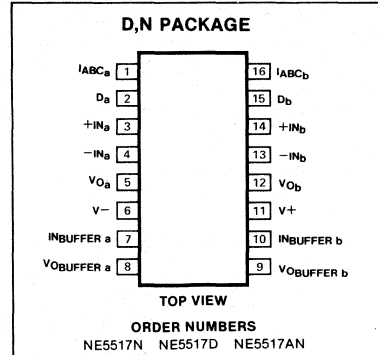 D,N PACKAGE
IABCa 1 16 IABCb
Da 2 15 Db
+INa 3 14 +INb
−INa 4 13 −INb
VOa 5 12 VOb
V− 6 11 V+
INBUFFER a 7 10 INBUFFER b
VOBUFFER a 8 9 VOBUFFER b
TOP VIEW
ORDER NUMBERS
NE5517N NE5517D NE5517AN